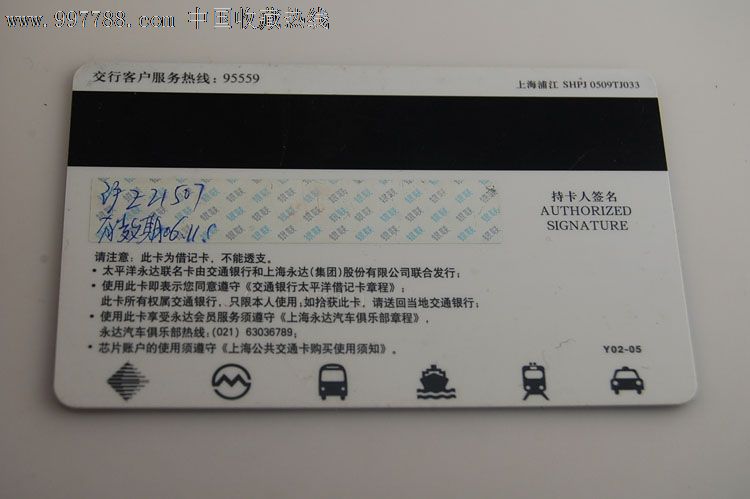 www.997788.com 中国收藏热线
交行客户服务热线：95559
上海浦江 SHPJ 0509TJ033
221507
有效期06.11.
持卡人签名
AUTHORIZED
SIGNATURE
请注意：此卡为借记卡，不能透支。
• 太平洋永达联名卡由交通银行和上海永达(集团)股份有限公司联合发行；
• 使用此卡即表示您同意遵守《交通银行太平洋借记卡章程》；
此卡所有权属交通银行，只限本人使用；如拾获此卡，请送回当地交通银行；
• 使用此卡享受永达会员服务须遵守《上海永达汽车俱乐部章程》，
永达汽车俱乐部热线：(021) 63036789；
• 芯片账户的使用须遵守《上海公共交通卡购买使用须知》。
Y02-05